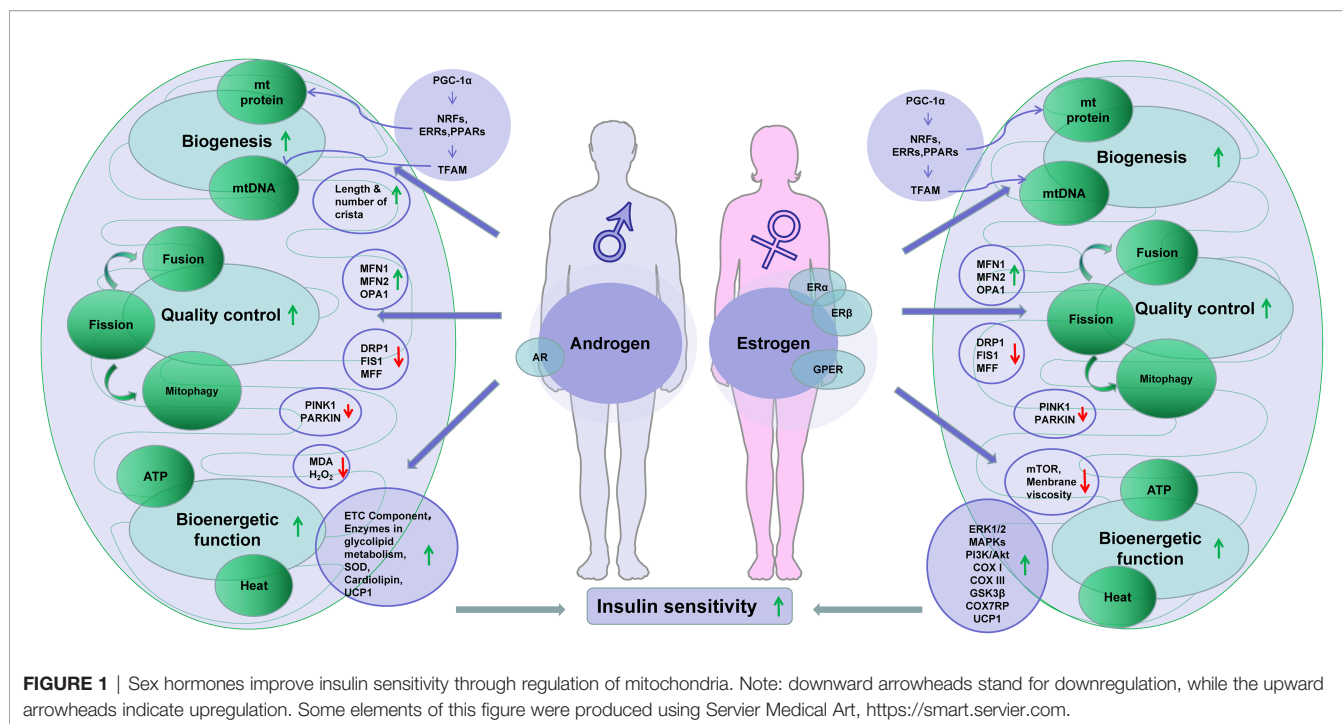 mt
protein
Biogenesis
mtDNA
PGC-1α
NRFs,
ERRs,PPARs
TFAM
Length &
number of
crista
Fusion
Fission
Quality control
Mitophagy
MFN1
MFN2
OPA1
DRP1
FIS1
MFF
PINK1
PARKIN
MDA
H₂O₂
ATP
Bioenergetic
function
Heat
ETC Component,
Enzymes in
glycolipid
metabolism,
SOD,
Cardiolipin,
UCP1
AR
Androgen
Estrogen
ERα
ERβ
GPER
Insulin sensitivity
PGC-1α
NRFs,
ERRs,PPARs
TFAM
mt
protein
Biogenesis
mtDNA
MFN1
MFN2
OPA1
Fusion
Fission
Quality control
Mitophagy
DRP1
FIS1
MFF
PINK1
PARKIN
mTOR,
Menbrane
viscosity
ATP
Bioenergetic
function
Heat
ERK1/2
MAPKs
PI3K/Akt
COX I
COX III
GSK3β
COX7RP
UCP1
FIGURE 1 | Sex hormones improve insulin sensitivity through regulation of mitochondria. Note: downward arrowheads stand for downregulation, while the upward
arrowheads indicate upregulation. Some elements of this figure were produced using Servier Medical Art, https://smart.servier.com.